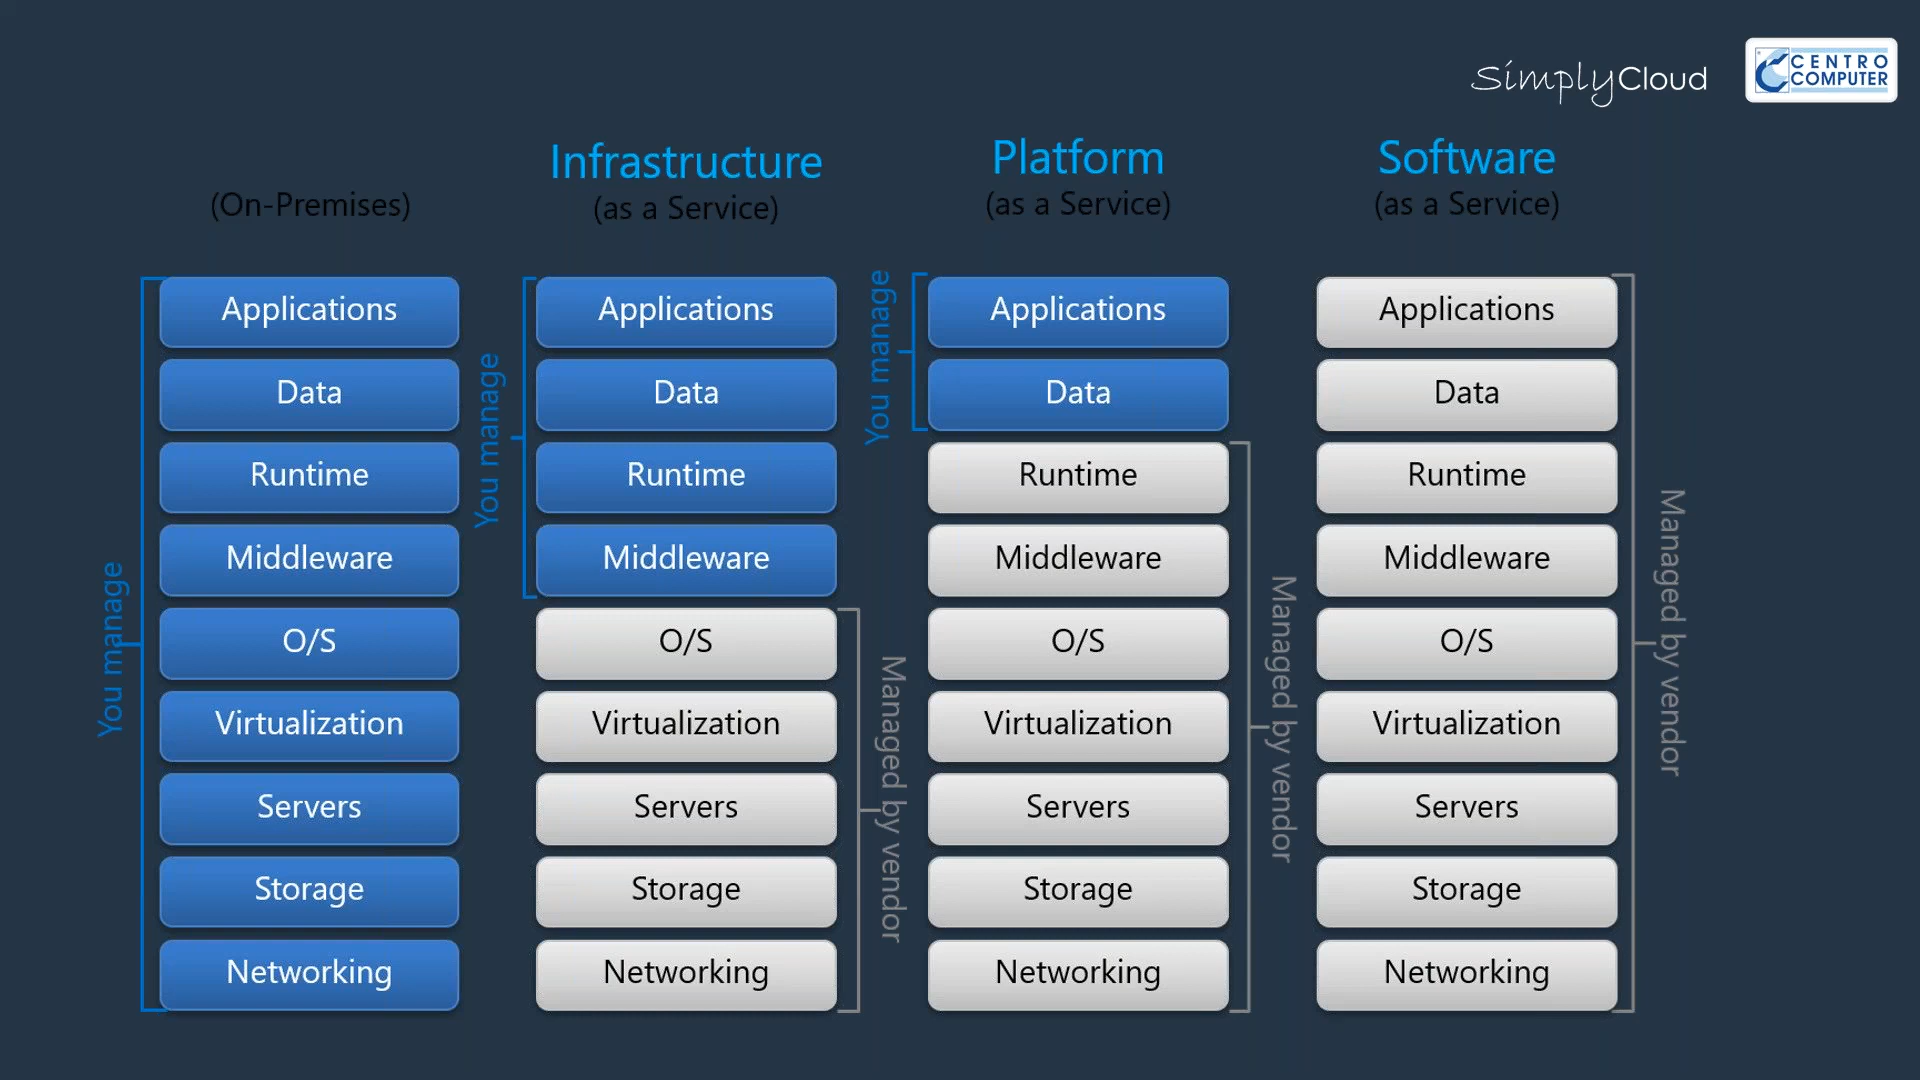 SimplyCloud
CENTRO
COMPUTER
(On-Premises)
Infrastructure
(as a Service)
Platform
(as a Service)
Software
(as a Service)
You manage
Applications
Data
Runtime
Middleware
O/S
Virtualization
Servers
Storage
Networking
You manage
Applications
Data
Runtime
Middleware
O/S
Virtualization
Servers
Storage
Networking
Managed by vendor
You manage
Applications
Data
Runtime
Middleware
O/S
Virtualization
Servers
Storage
Networking
Managed by vendor
Applications
Data
Runtime
Middleware
O/S
Virtualization
Servers
Storage
Networking
Managed by vendor